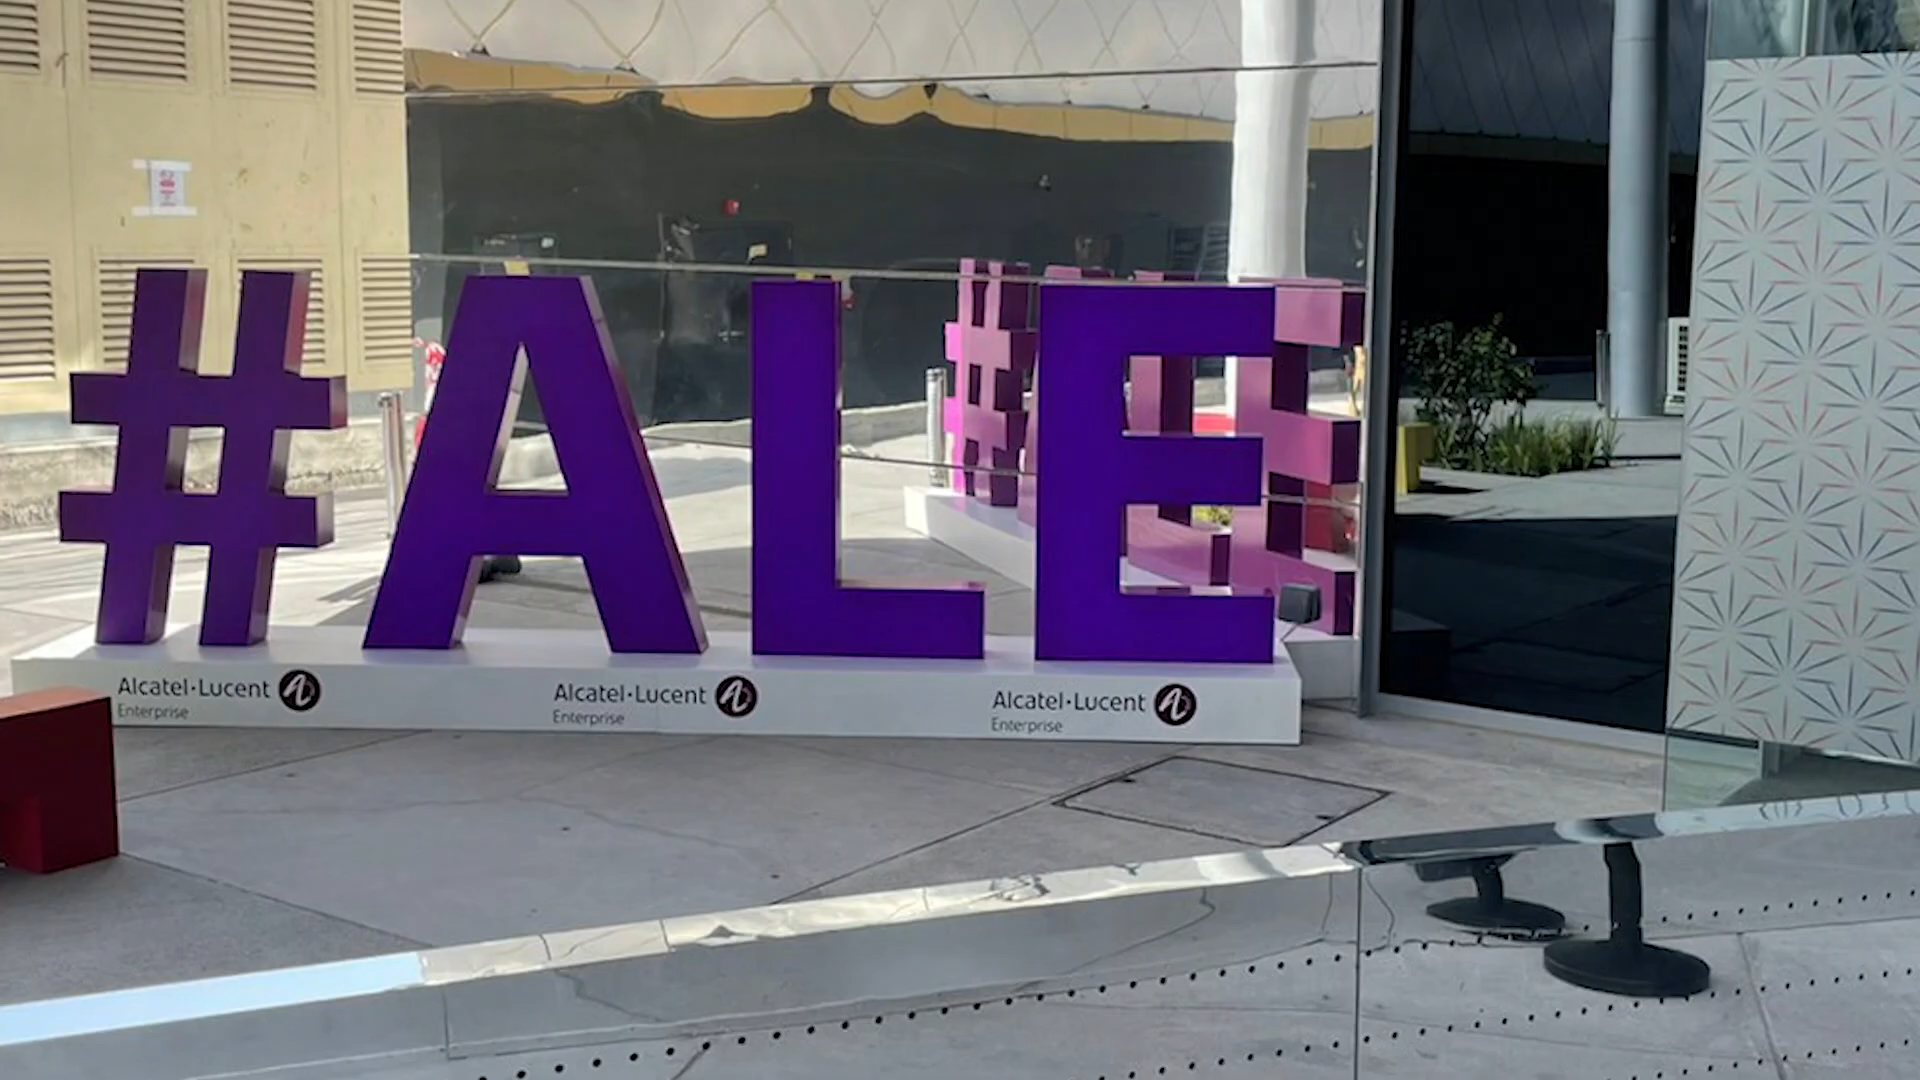 #ALE
Alcatel·Lucent
Enterprise
Alcatel·Lucent
Enterprise
Alcatel·Lucent
Enterprise